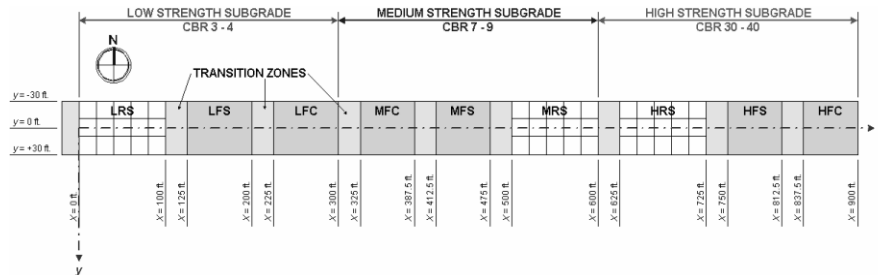 LOW STRENGTH SUBGRADE
CBR 3 - 4
MEDIUM STRENGTH SUBGRADE
CBR 7 - 9
HIGH STRENGTH SUBGRADE
CBR 30 - 40
N
TRANSITION ZONES
y = -30 ft.
y = 0 ft.
y = +30 ft.
LRS
LFS
LFC
MFC
MFS
MRS
HRS
HFS
HFC
X = 0 ft.
X = 100 ft.
X = 125 ft.
X = 200 ft.
X = 225 ft.
X = 300 ft.
X = 325 ft.
X = 387.5 ft.
X = 412.5 ft.
X = 475 ft.
X = 500 ft.
X = 600 ft.
X = 625 ft.
X = 725 ft.
X = 750 ft.
X = 812.5 ft.
X = 837.5 ft.
X = 900 ft.
x
y